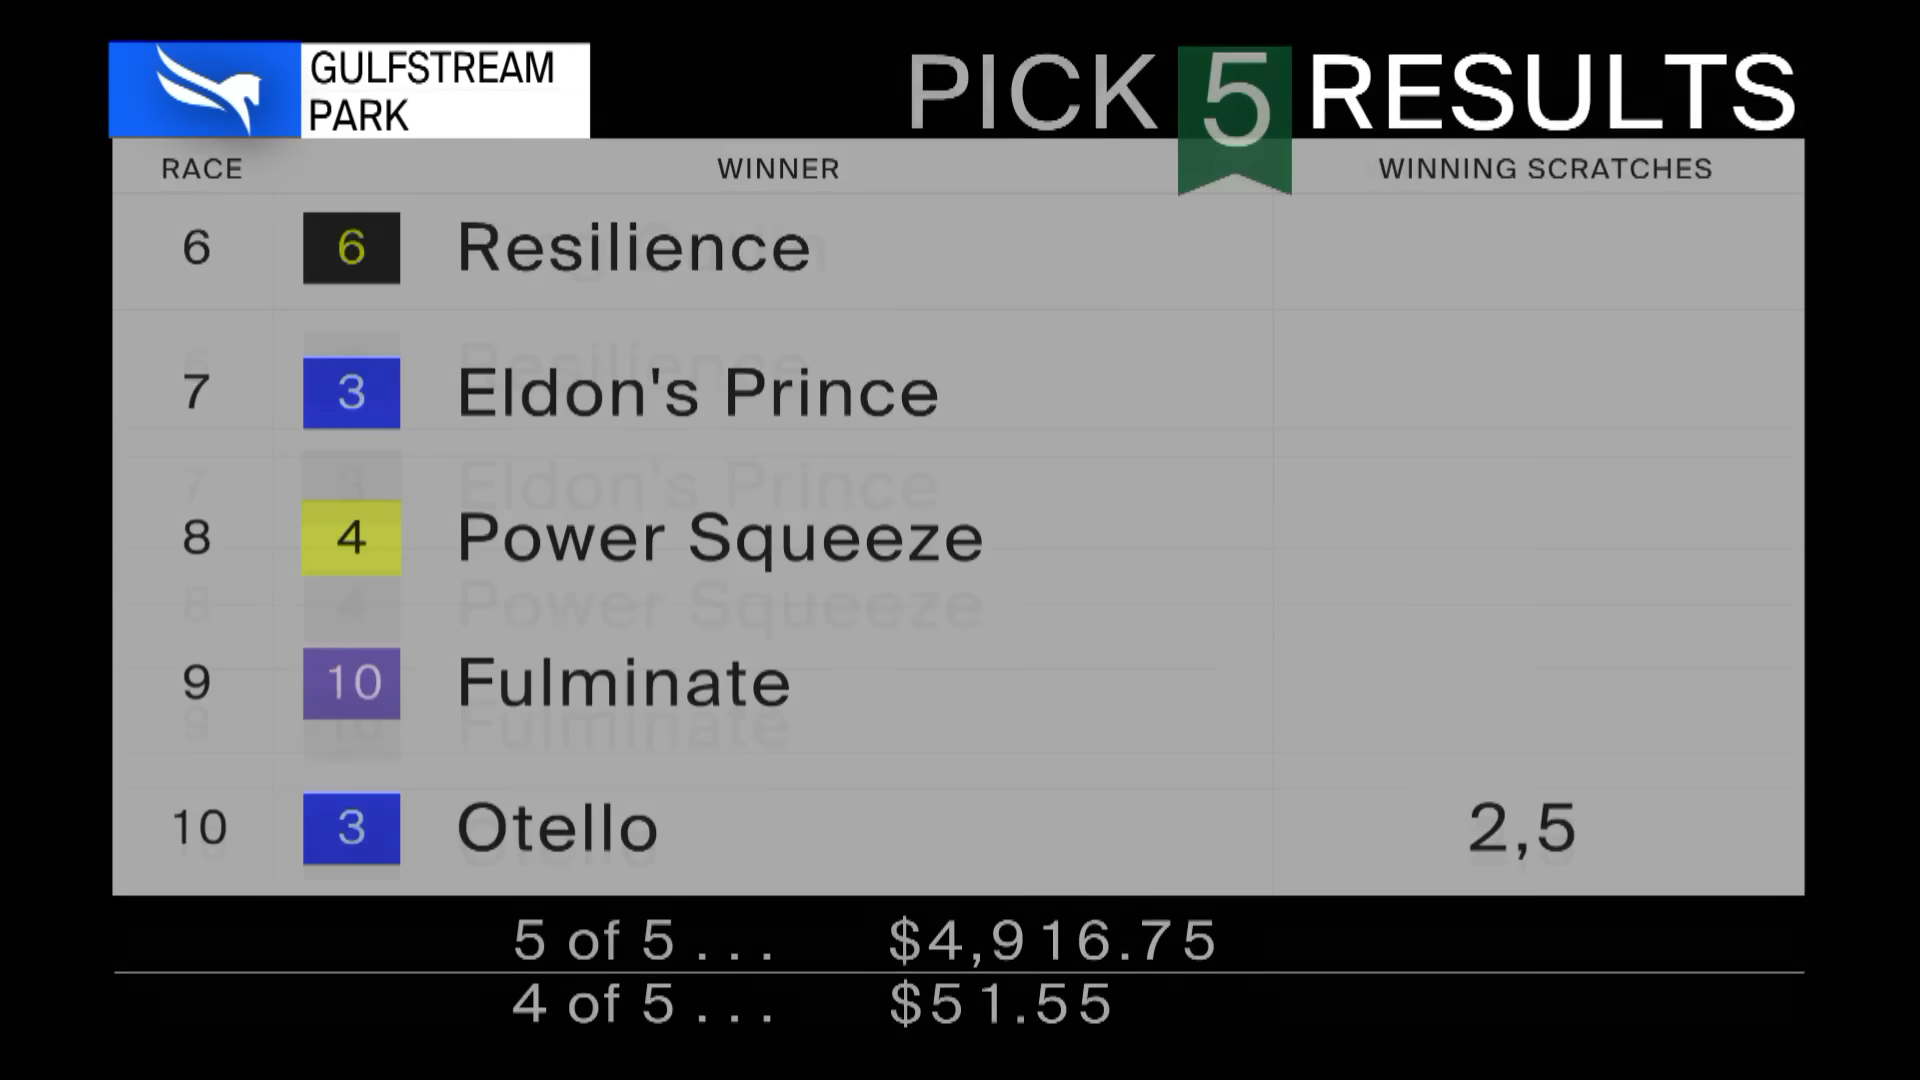 GULFSTREAM
PARK
PICK 5 RESULTS
RACE WINNER WINNING SCRATCHES
6 6 Resilience
7 3 Eldon's Prince
8 4 Power Squeeze
9 10 Fulminate
10 3 Otello 2,5
5 of 5 . . . $4,916.75
4 of 5 . . . $51.55